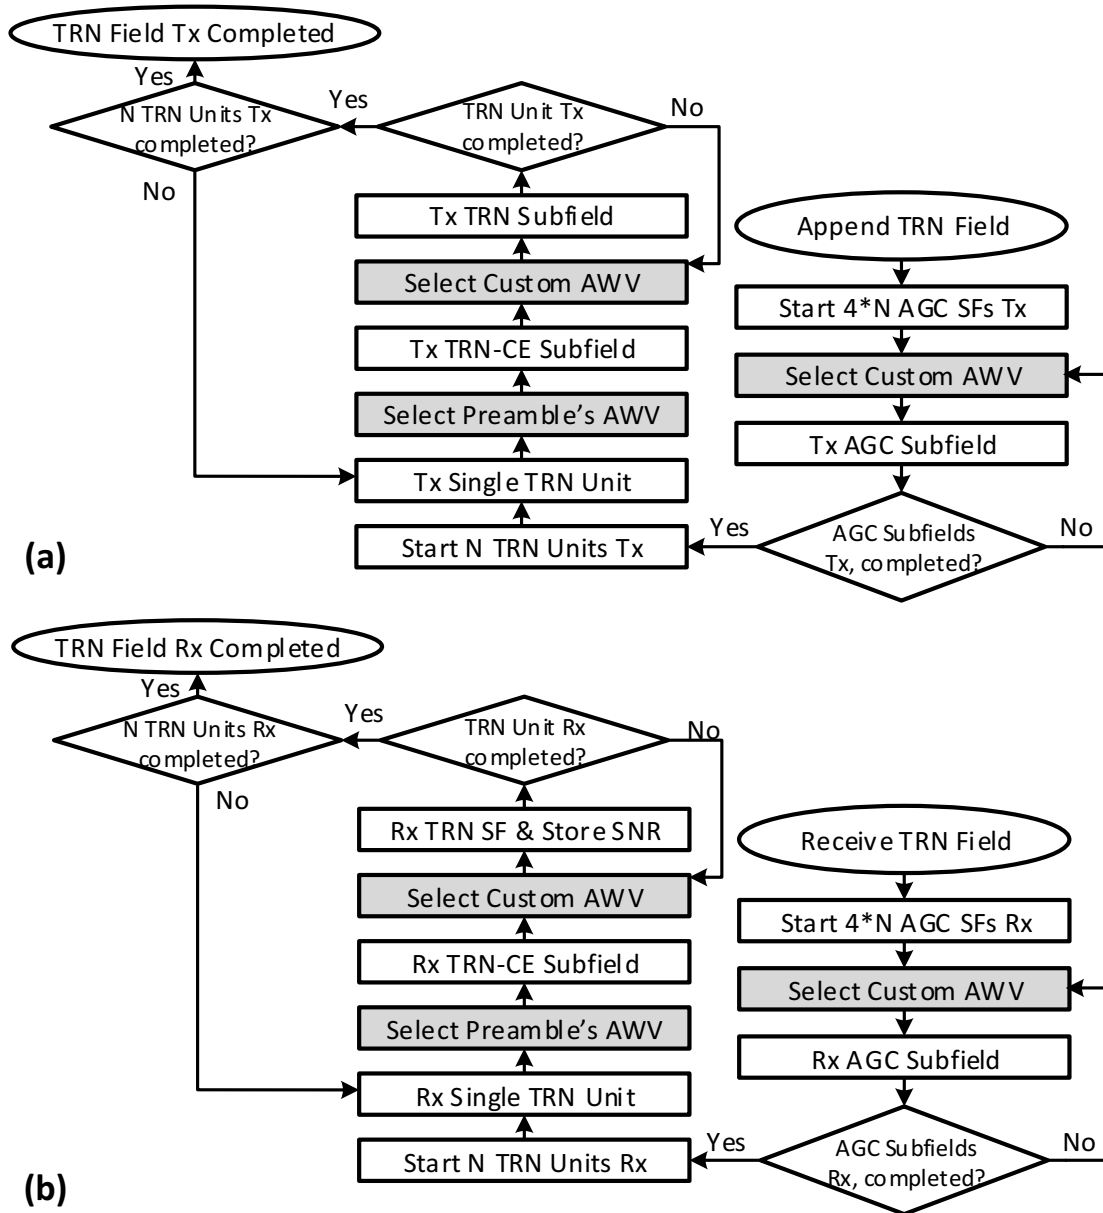 TRN Field Tx Completed
Yes
N TRN Units Tx
completed?
No
Yes
TRN Unit Tx
completed?
No
Tx TRN Subfield
Select Custom AWV
Tx TRN-CE Subfield
Select Preamble’s AWV
Tx Single TRN Unit
Start N TRN Units Tx
Append TRN Field
Start 4*N AGC SFs Tx
Select Custom AWV
Tx AGC Subfield
AGC Subfields
Tx, completed?
Yes
No
(a)
TRN Field Rx Completed
Yes
N TRN Units Rx
completed?
No
Yes
TRN Unit Rx
completed?
No
Rx TRN SF & Store SNR
Select Custom AWV
Rx TRN-CE Subfield
Select Preamble’s AWV
Rx Single TRN Unit
Start N TRN Units Rx
Receive TRN Field
Start 4*N AGC SFs Rx
Select Custom AWV
Rx AGC Subfield
AGC Subfields
Rx, completed?
Yes
No
(b)